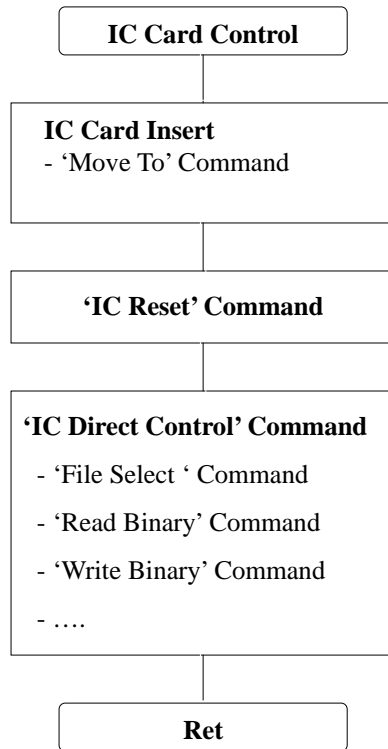 IC Card Control
IC Card Insert
- ‘Move To’ Command
‘IC Reset’ Command
‘IC Direct Control’ Command
- ‘File Select ‘ Command
- ‘Read Binary’ Command
- ‘Write Binary’ Command
- ….
Ret